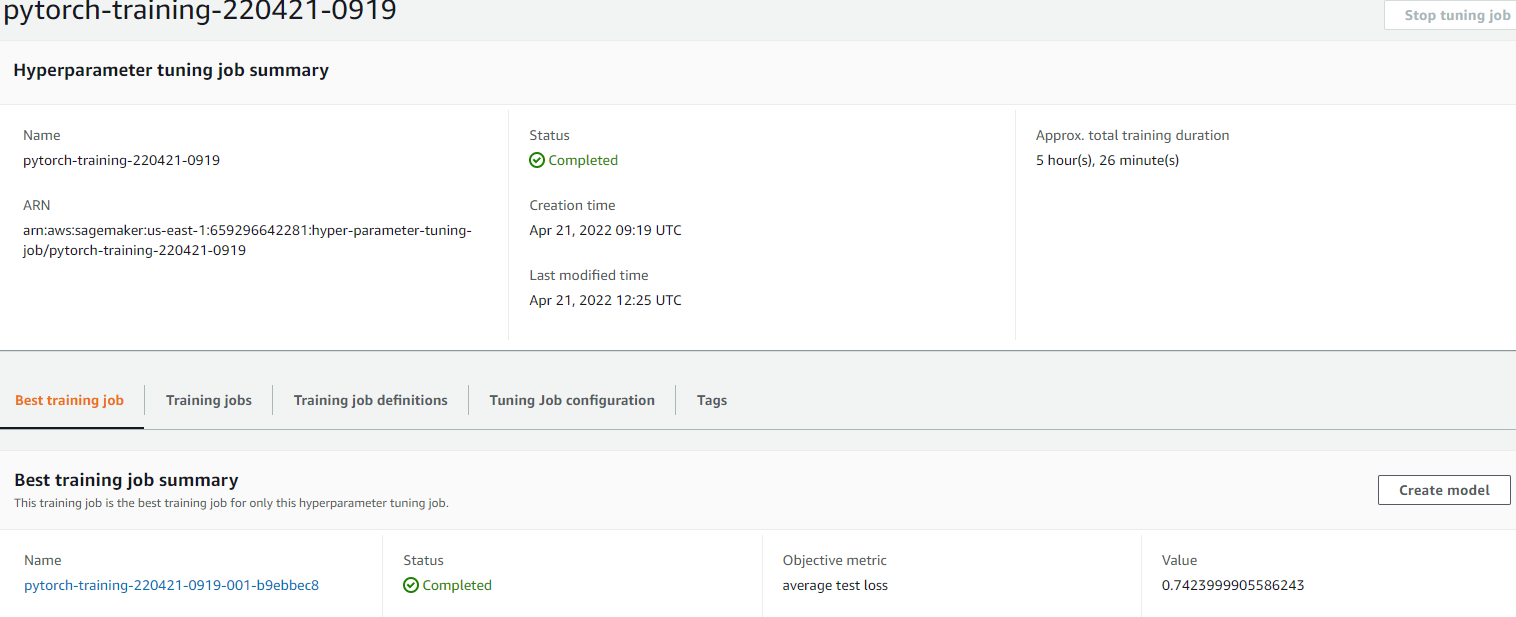 pytorch-training-220421-0919
Stop tuning job
Hyperparameter tuning job summary
Name
pytorch-training-220421-0919
ARN
arn:aws:sagemaker:us-east-1:659296642281:hyper-parameter-tuning-
job/pytorch-training-220421-0919
Status
Completed
Creation time
Apr 21, 2022 09:19 UTC
Last modified time
Apr 21, 2022 12:25 UTC
Approx. total training duration
5 hour(s), 26 minute(s)
Best training job
Training jobs
Training job definitions
Tuning Job configuration
Tags
Best training job summary
This training job is the best training job for only this hyperparameter tuning job.
Create model
Name
pytorch-training-220421-0919-001-b9ebbec8
Status
Completed
Objective metric
average test loss
Value
0.7423999905586243